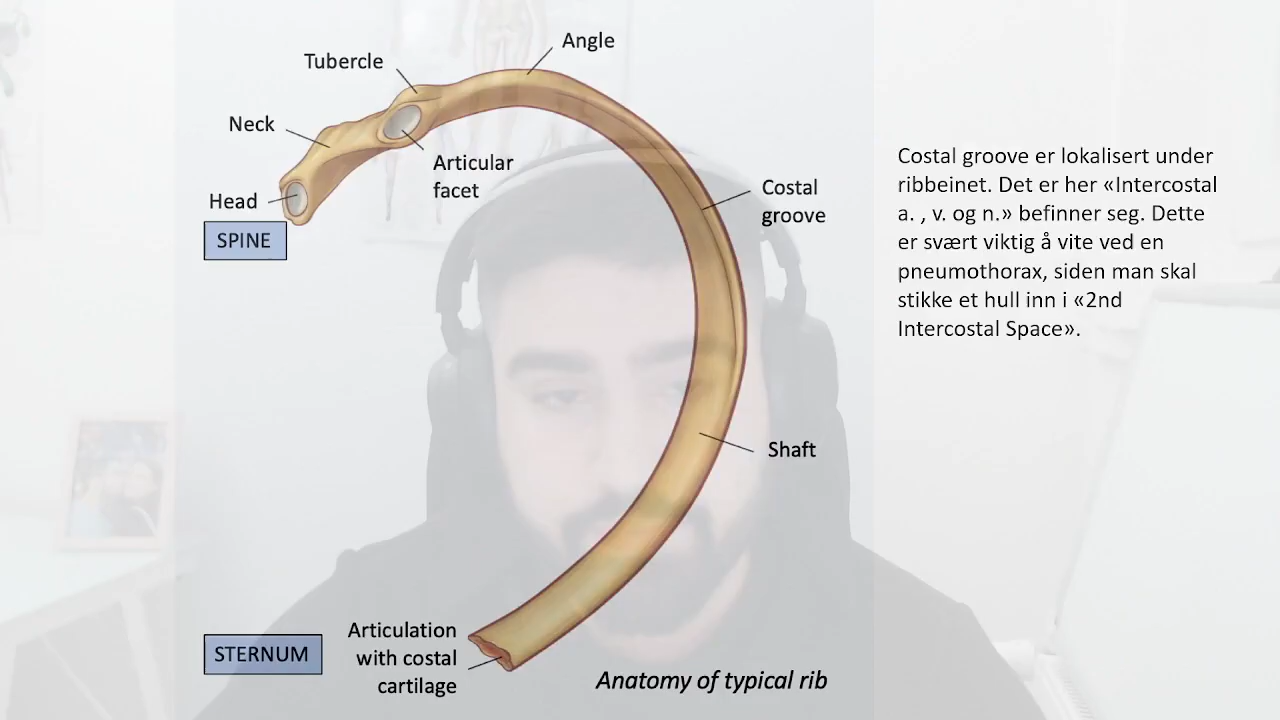 Angle
Tubercle
Neck
Articular
facet
Head
SPINE
Costal
groove
Shaft
Articulation
with costal
cartilage
STERNUM
Anatomy of typical rib
Costal groove er lokalisert under
ribbeinet. Det er her «Intercostal
a. , v. og n.» befinner seg. Dette
er svært viktig å vite ved en
pneumothorax, siden man skal
stikke et hull inn i «2nd
Intercostal Space».